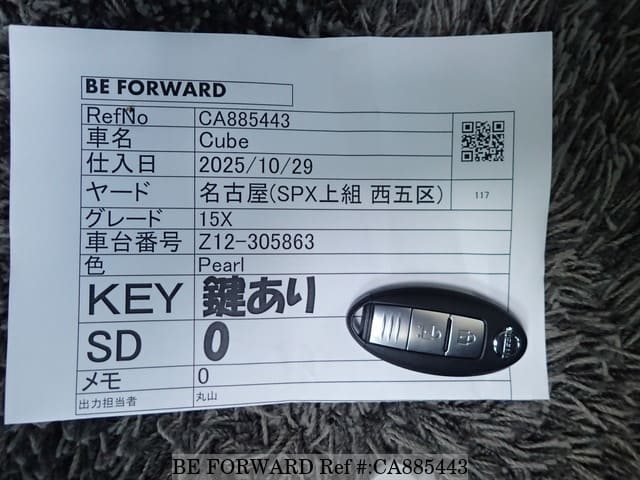 BE FORWARD
RefNo CA885443
車名 Cube
仕入日 2025/10/29
ヤード 名古屋(SPX上組 西五区) 117
グレード 15X
車台番号 Z12-305863
色 Pearl
KEY 鍵あり
SD 0
メモ 0
出力担当者 丸山
NISSAN
BE FORWARD Ref #:CA885443